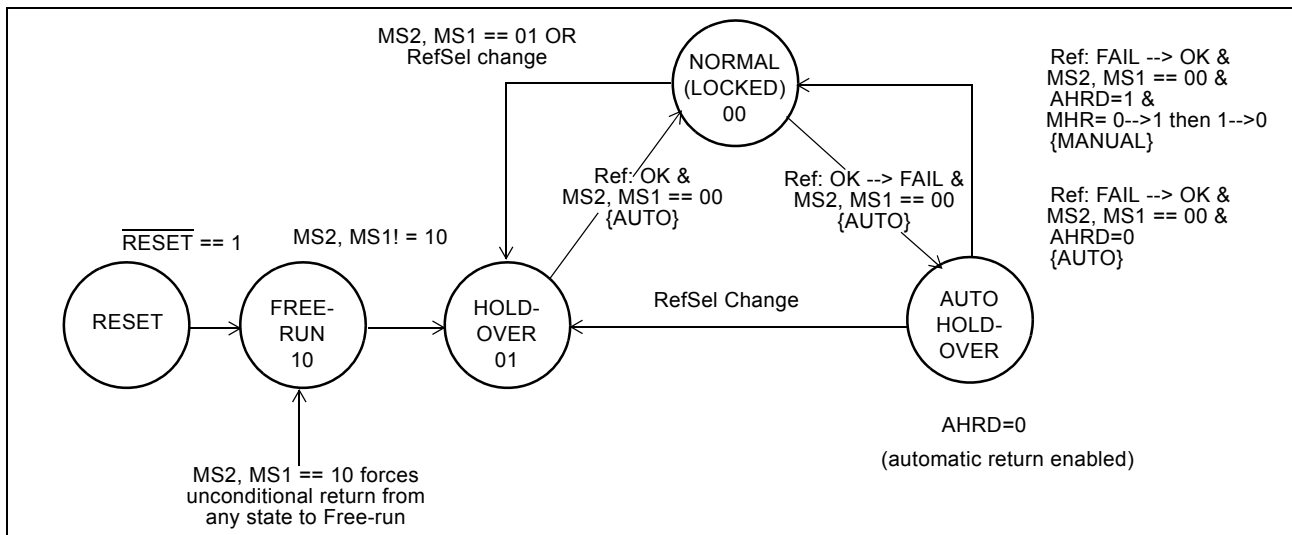 MS2, MS1 == 01 OR
RefSel change
NORMAL
(LOCKED)
00
Ref: FAIL --> OK &
MS2, MS1 == 00 &
AHRD=1 &
MHR= 0-->1 then 1-->0
{MANUAL}
Ref: OK &
MS2, MS1 == 00
{AUTO}
Ref: OK --> FAIL &
MS2, MS1 == 00
{AUTO}
Ref: FAIL --> OK &
MS2, MS1 == 00 &
AHRD=0
{AUTO}
RESET == 1
MS2, MS1! = 10
RESET
FREE-
RUN
10
HOLD-
OVER
01
RefSel Change
AUTO
HOLD-
OVER
AHRD=0
(automatic return enabled)
MS2, MS1 == 10 forces
unconditional return from
any state to Free-run